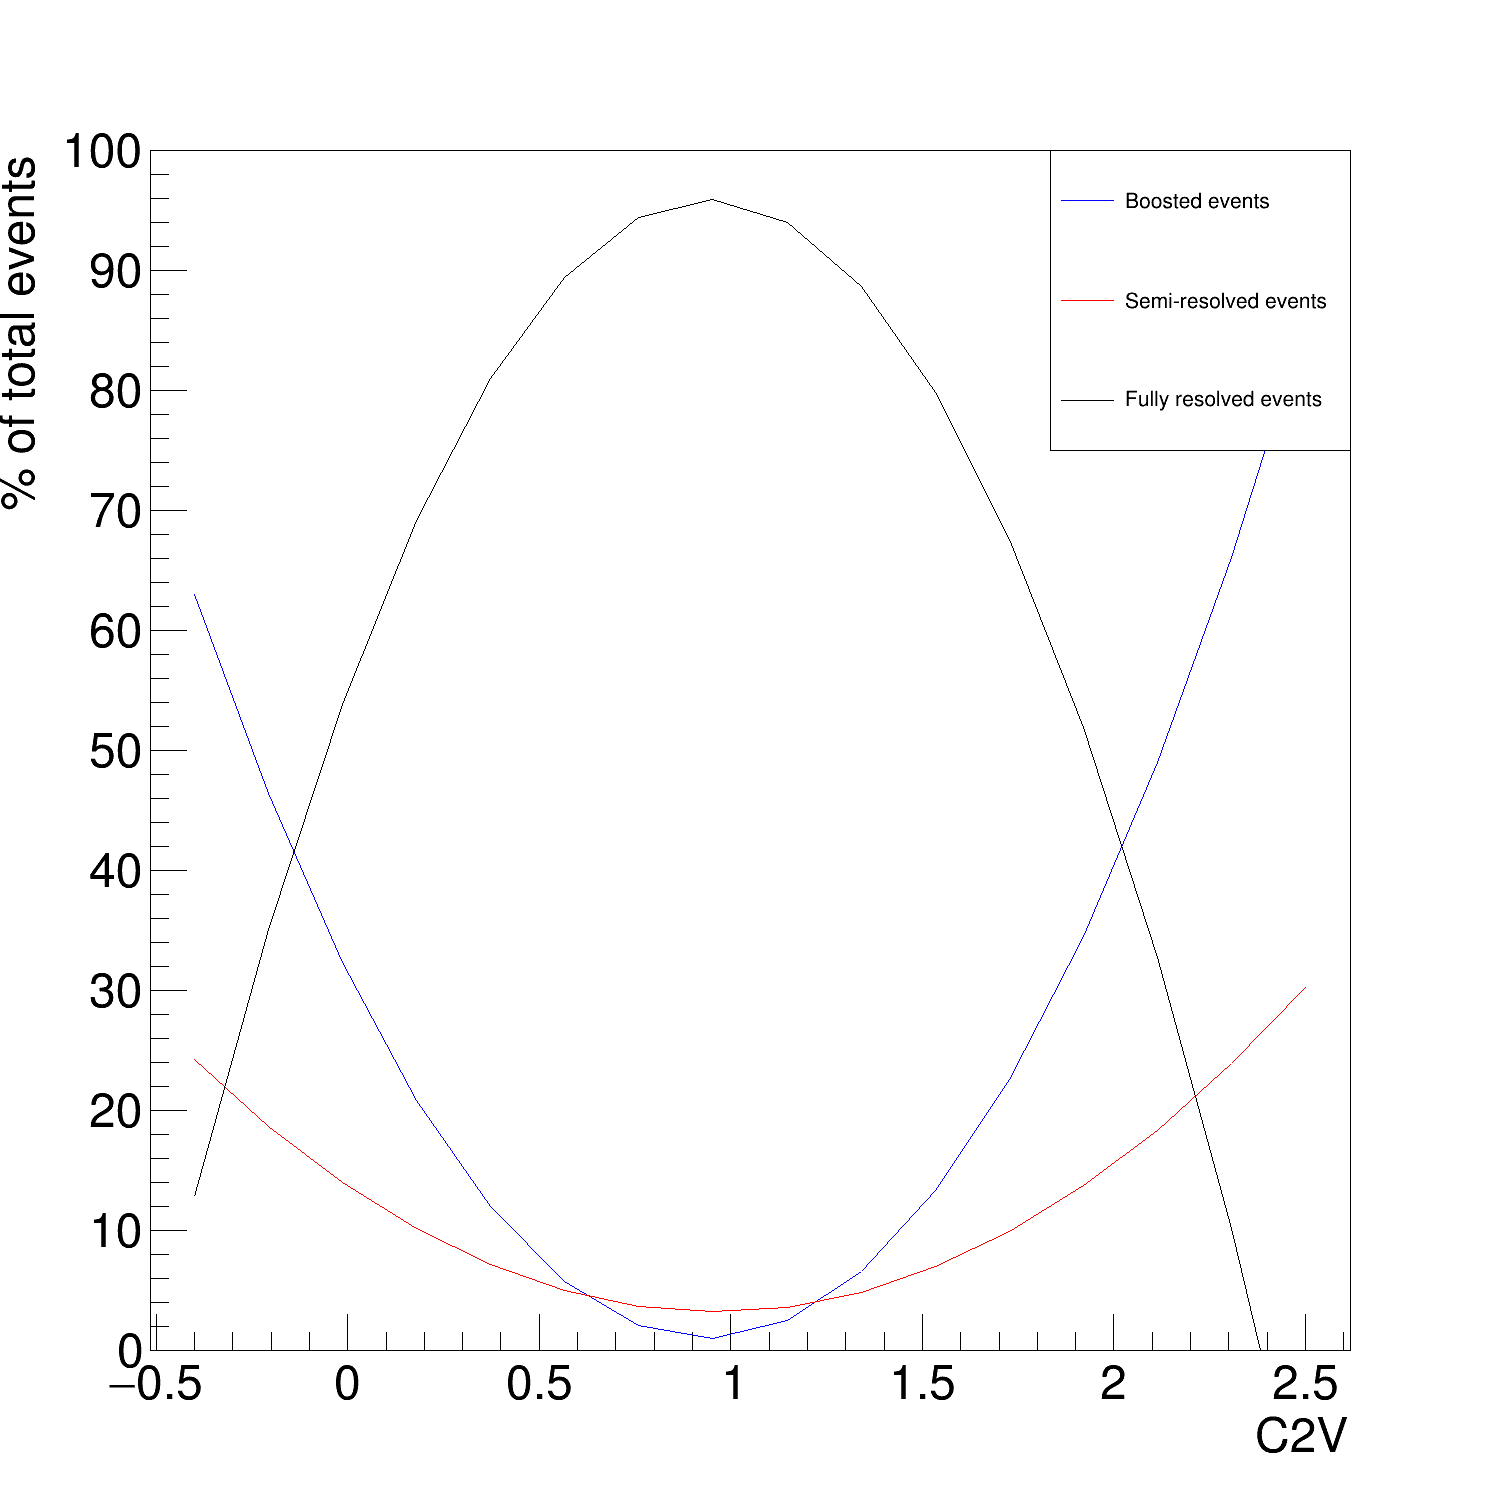 % of total events
100
90
80
70
60
50
40
30
20
10
0
Boosted events
Semi-resolved events
Fully resolved events
−0.5 0 0.5 1 1.5 2 2.5
C2V